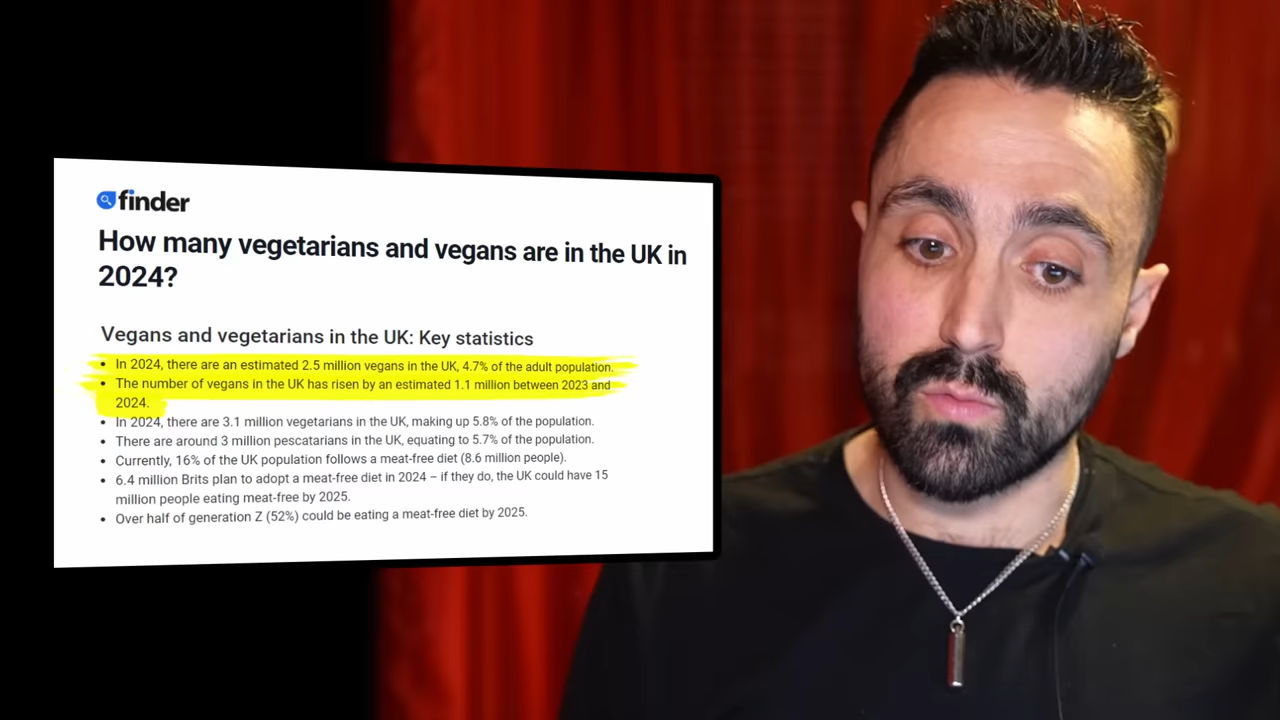 finder
How many vegetarians and vegans are in the UK in
2024?
Vegans and vegetarians in the UK: Key statistics
• In 2024, there are an estimated 2.5 million vegans in the UK, 4.7% of the adult population.
• The number of vegans in the UK has risen by an estimated 1.1 million between 2023 and
2024.
• In 2024, there are 3.1 million vegetarians in the UK, making up 5.8% of the population.
• There are around 3 million pescatarians in the UK, equating to 5.7% of the population.
• Currently, 16% of the UK population follows a meat-free diet (8.6 million people).
• 6.4 million Brits plan to adopt a meat-free diet in 2024 – if they do, the UK could have 15
million people eating meat-free by 2025.
• Over half of generation Z (52%) could be eating a meat-free diet by 2025.